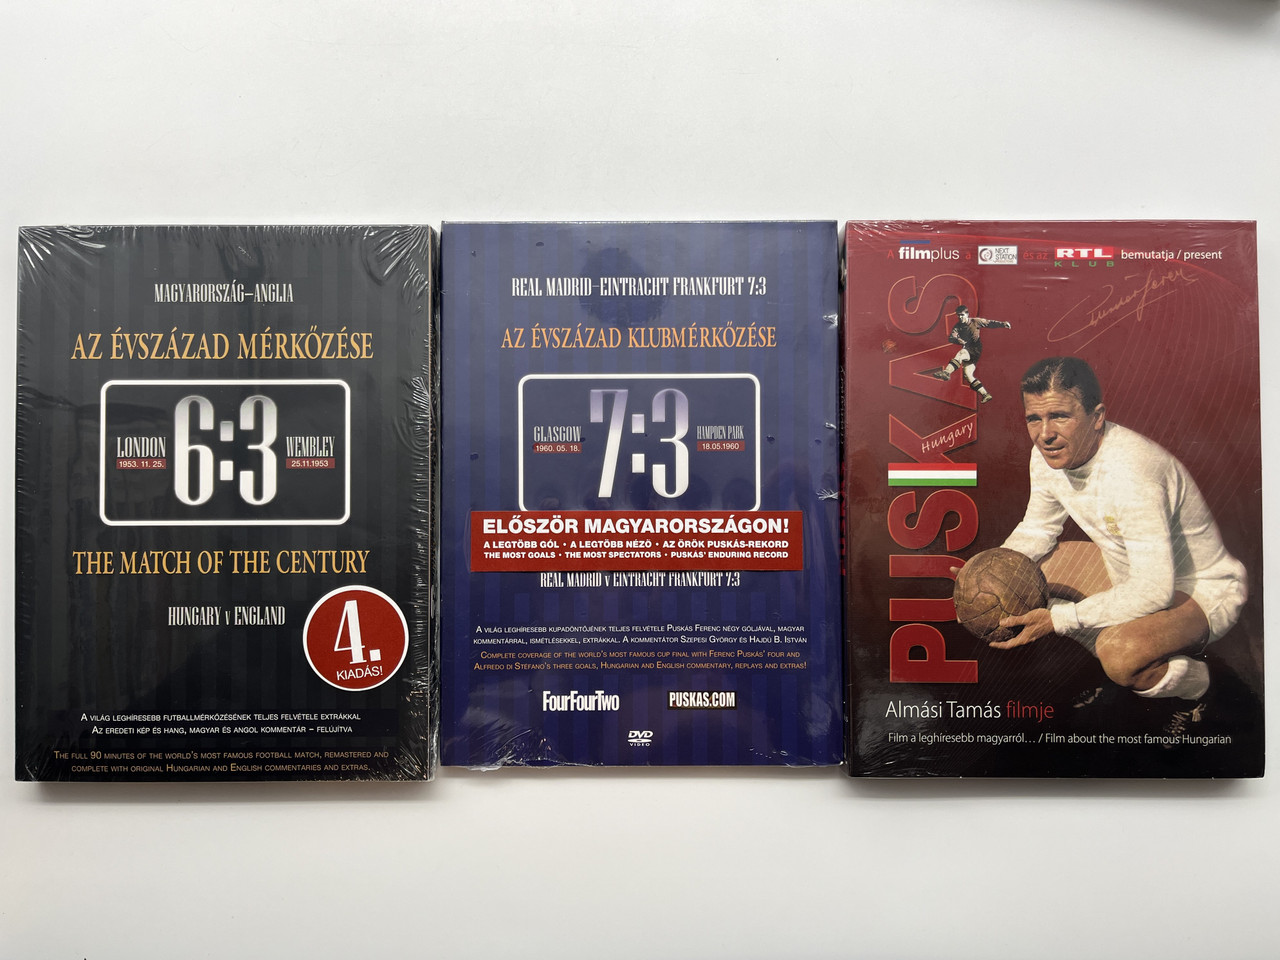 MAGYARORSZÁG–ANGLIA
AZ ÉVSZÁZAD MÉRKŐZÉSE
LONDON
1953. 11. 25.
6:3
WEMBLEY
25.11.1953
THE MATCH OF THE CENTURY
HUNGARY v ENGLAND
4.
KIADÁS!
A VILÁG LEGHÍRESEBB FUTBALLMÉRKŐZÉSÉNEK TELJES FELVÉTELE EXTRÁKKAL
AZ EREDETI KÉP ÉS HANG, MAGYAR ÉS ANGOL KOMMENTÁR – FELÚJÍTVA
THE FULL 90 MINUTES OF THE WORLD'S MOST FAMOUS FOOTBALL MATCH, REMASTERED AND
COMPLETE WITH ORIGINAL HUNGARIAN AND ENGLISH COMMENTARIES AND EXTRAS.
REAL MADRID–EINTRACHT FRANKFURT 7:3
AZ ÉVSZÁZAD KLUBMÉRKŐZÉSE
GLASGOW
1960. 05. 18.
7:3
HAMPDEN PARK
18.05.1960
ELŐSZÖR MAGYARORSZÁGON!
A LEGTÖBB GÓL • A LEGTÖBB NÉZŐ • AZ ÖRÖK PUSKÁS-REKORD
THE MOST GOALS • THE MOST SPECTATORS • PUSKAS' ENDURING RECORD
REAL MADRID v EINTRACHT FRANKFURT 7:3
A VILÁG LEGHÍRESEBB KUPADÖNTŐJÉNEK TELJES FELVÉTELE PUSKÁS FERENC NÉGY GÓLJÁVAL, MAGYAR
KOMMENTÁRRAL, ISMÉTLÉSEKKEL, EXTRÁKKAL. A KOMMENTÁTOR SZEPESI GYÖRGY ÉS HAJDÚ B. ISTVÁN
COMPLETE COVERAGE OF THE WORLD'S MOST FAMOUS CUP FINAL WITH FERENC PUSKÁS' FOUR AND
ALFREDO DI STÉFANO'S THREE GOALS, HUNGARIAN AND ENGLISH COMMENTARY, REPLAYS AND EXTRAS!
FourFourTwo
PUSKAS.COM
DVD
VIDEO
A filmplus a NEXT STATION és az RTL KLUB bemutatja / present
PUSKAS
Hungary
Almási Tamás filmje
Film a leghíresebb magyarról... / Film about the most famous Hungarian